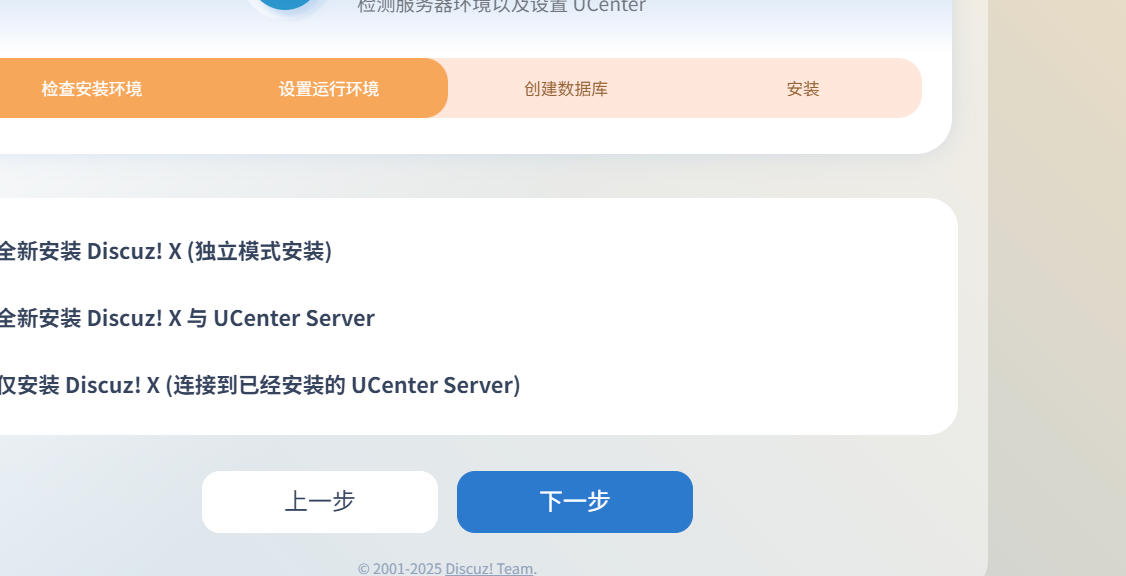 检测服务器环境以及设置 UCenter
检查安装环境 设置运行环境 创建数据库 安装
全新安装 Discuz! X (独立模式安装)
全新安装 Discuz! X 与 UCenter Server
仅安装 Discuz! X (连接到已经安装的 UCenter Server)
上一步 下一步
© 2001-2025 Discuz! Team.